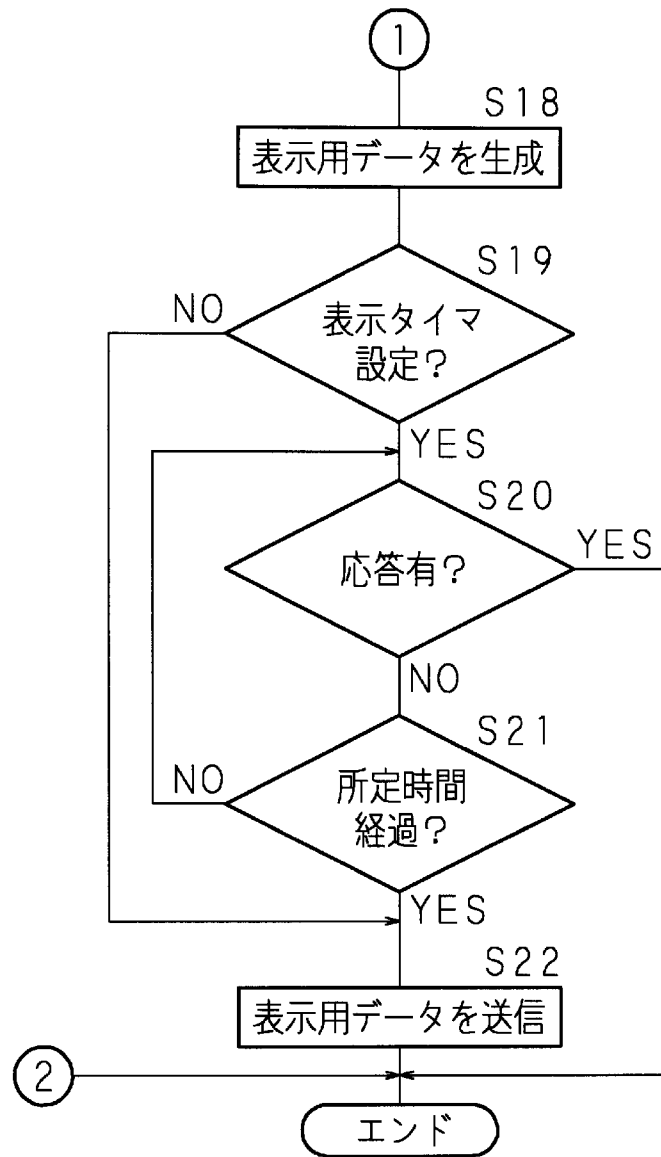 1
S18
表示用データを生成
S19
NO
表示タイマ
設定?
YES
S20
YES
応答有?
NO
S21
NO
所定時間
経過?
YES
S22
表示用データを送信
2
エンド